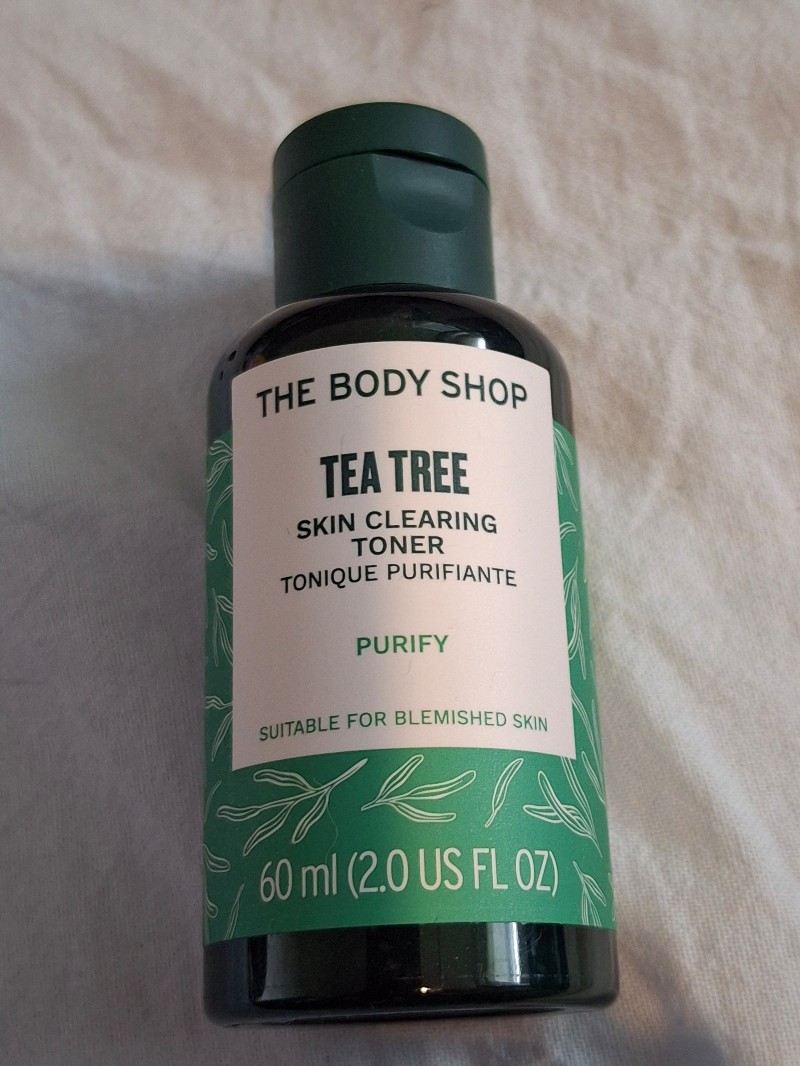 THE BODY SHOP
TEA TREE
SKIN CLEARING
TONER
TONIQUE PURIFIANTE
PURIFY
SUITABLE FOR BLEMISHED SKIN
60 ml (2.0 US FL OZ)